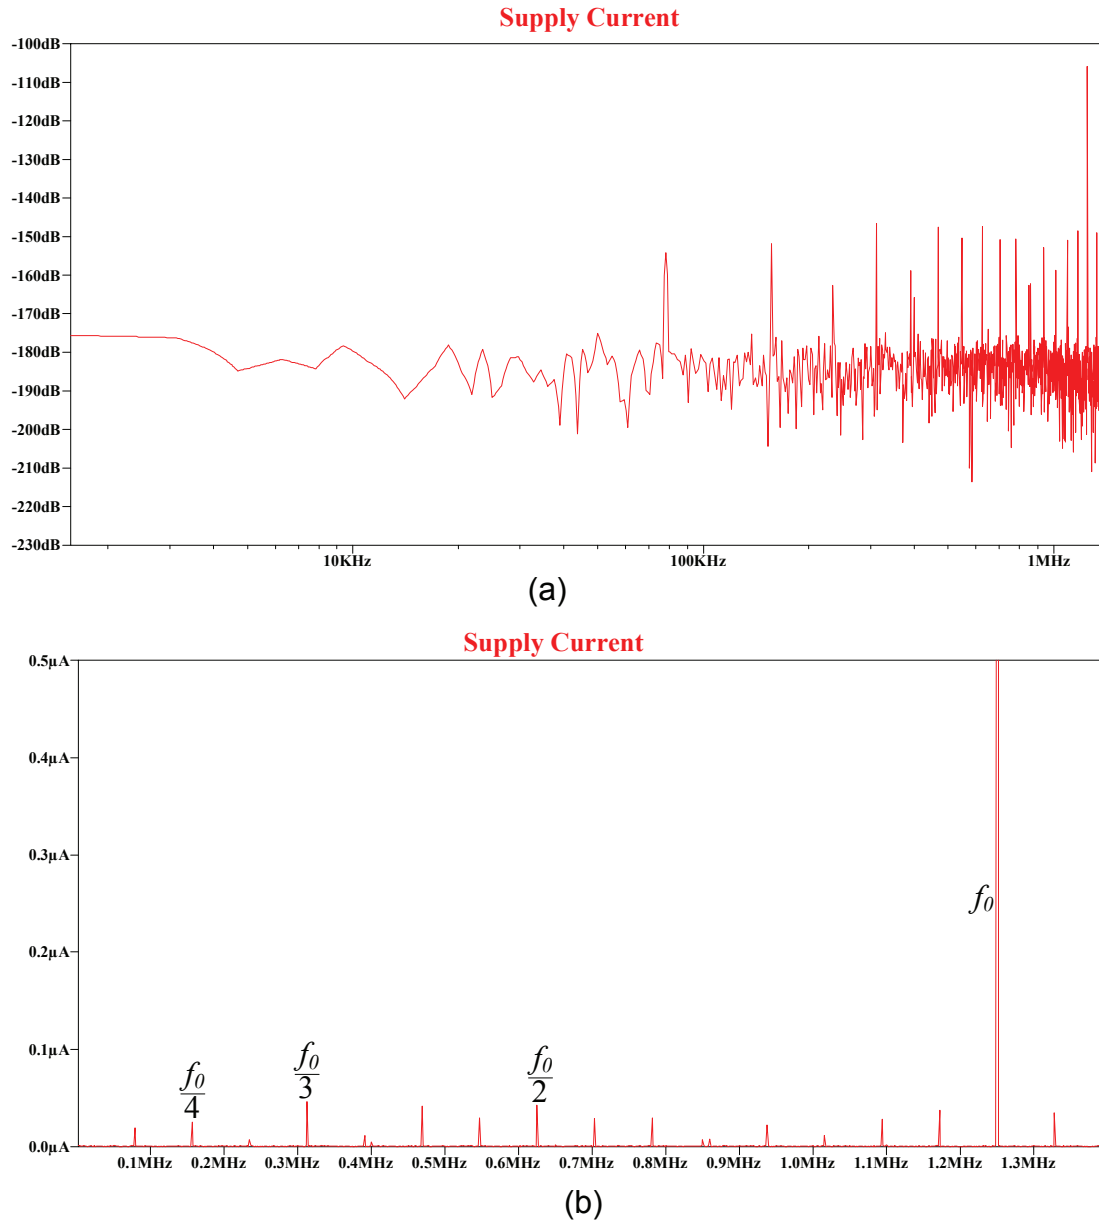 Supply Current
-100dB
-110dB
-120dB
-130dB
-140dB
-150dB
-160dB
-170dB
-180dB
-190dB
-200dB
-210dB
-220dB
-230dB
10KHz 100KHz 1MHz
(a)
Supply Current
0.5µA
0.4µA
0.3µA
f0
0.2µA
0.1µA
f0/4 f0/3 f0/2
0.0µA
0.1MHz 0.2MHz 0.3MHz 0.4MHz 0.5MHz 0.6MHz 0.7MHz 0.8MHz 0.9MHz 1.0MHz 1.1MHz 1.2MHz 1.3MHz
(b)